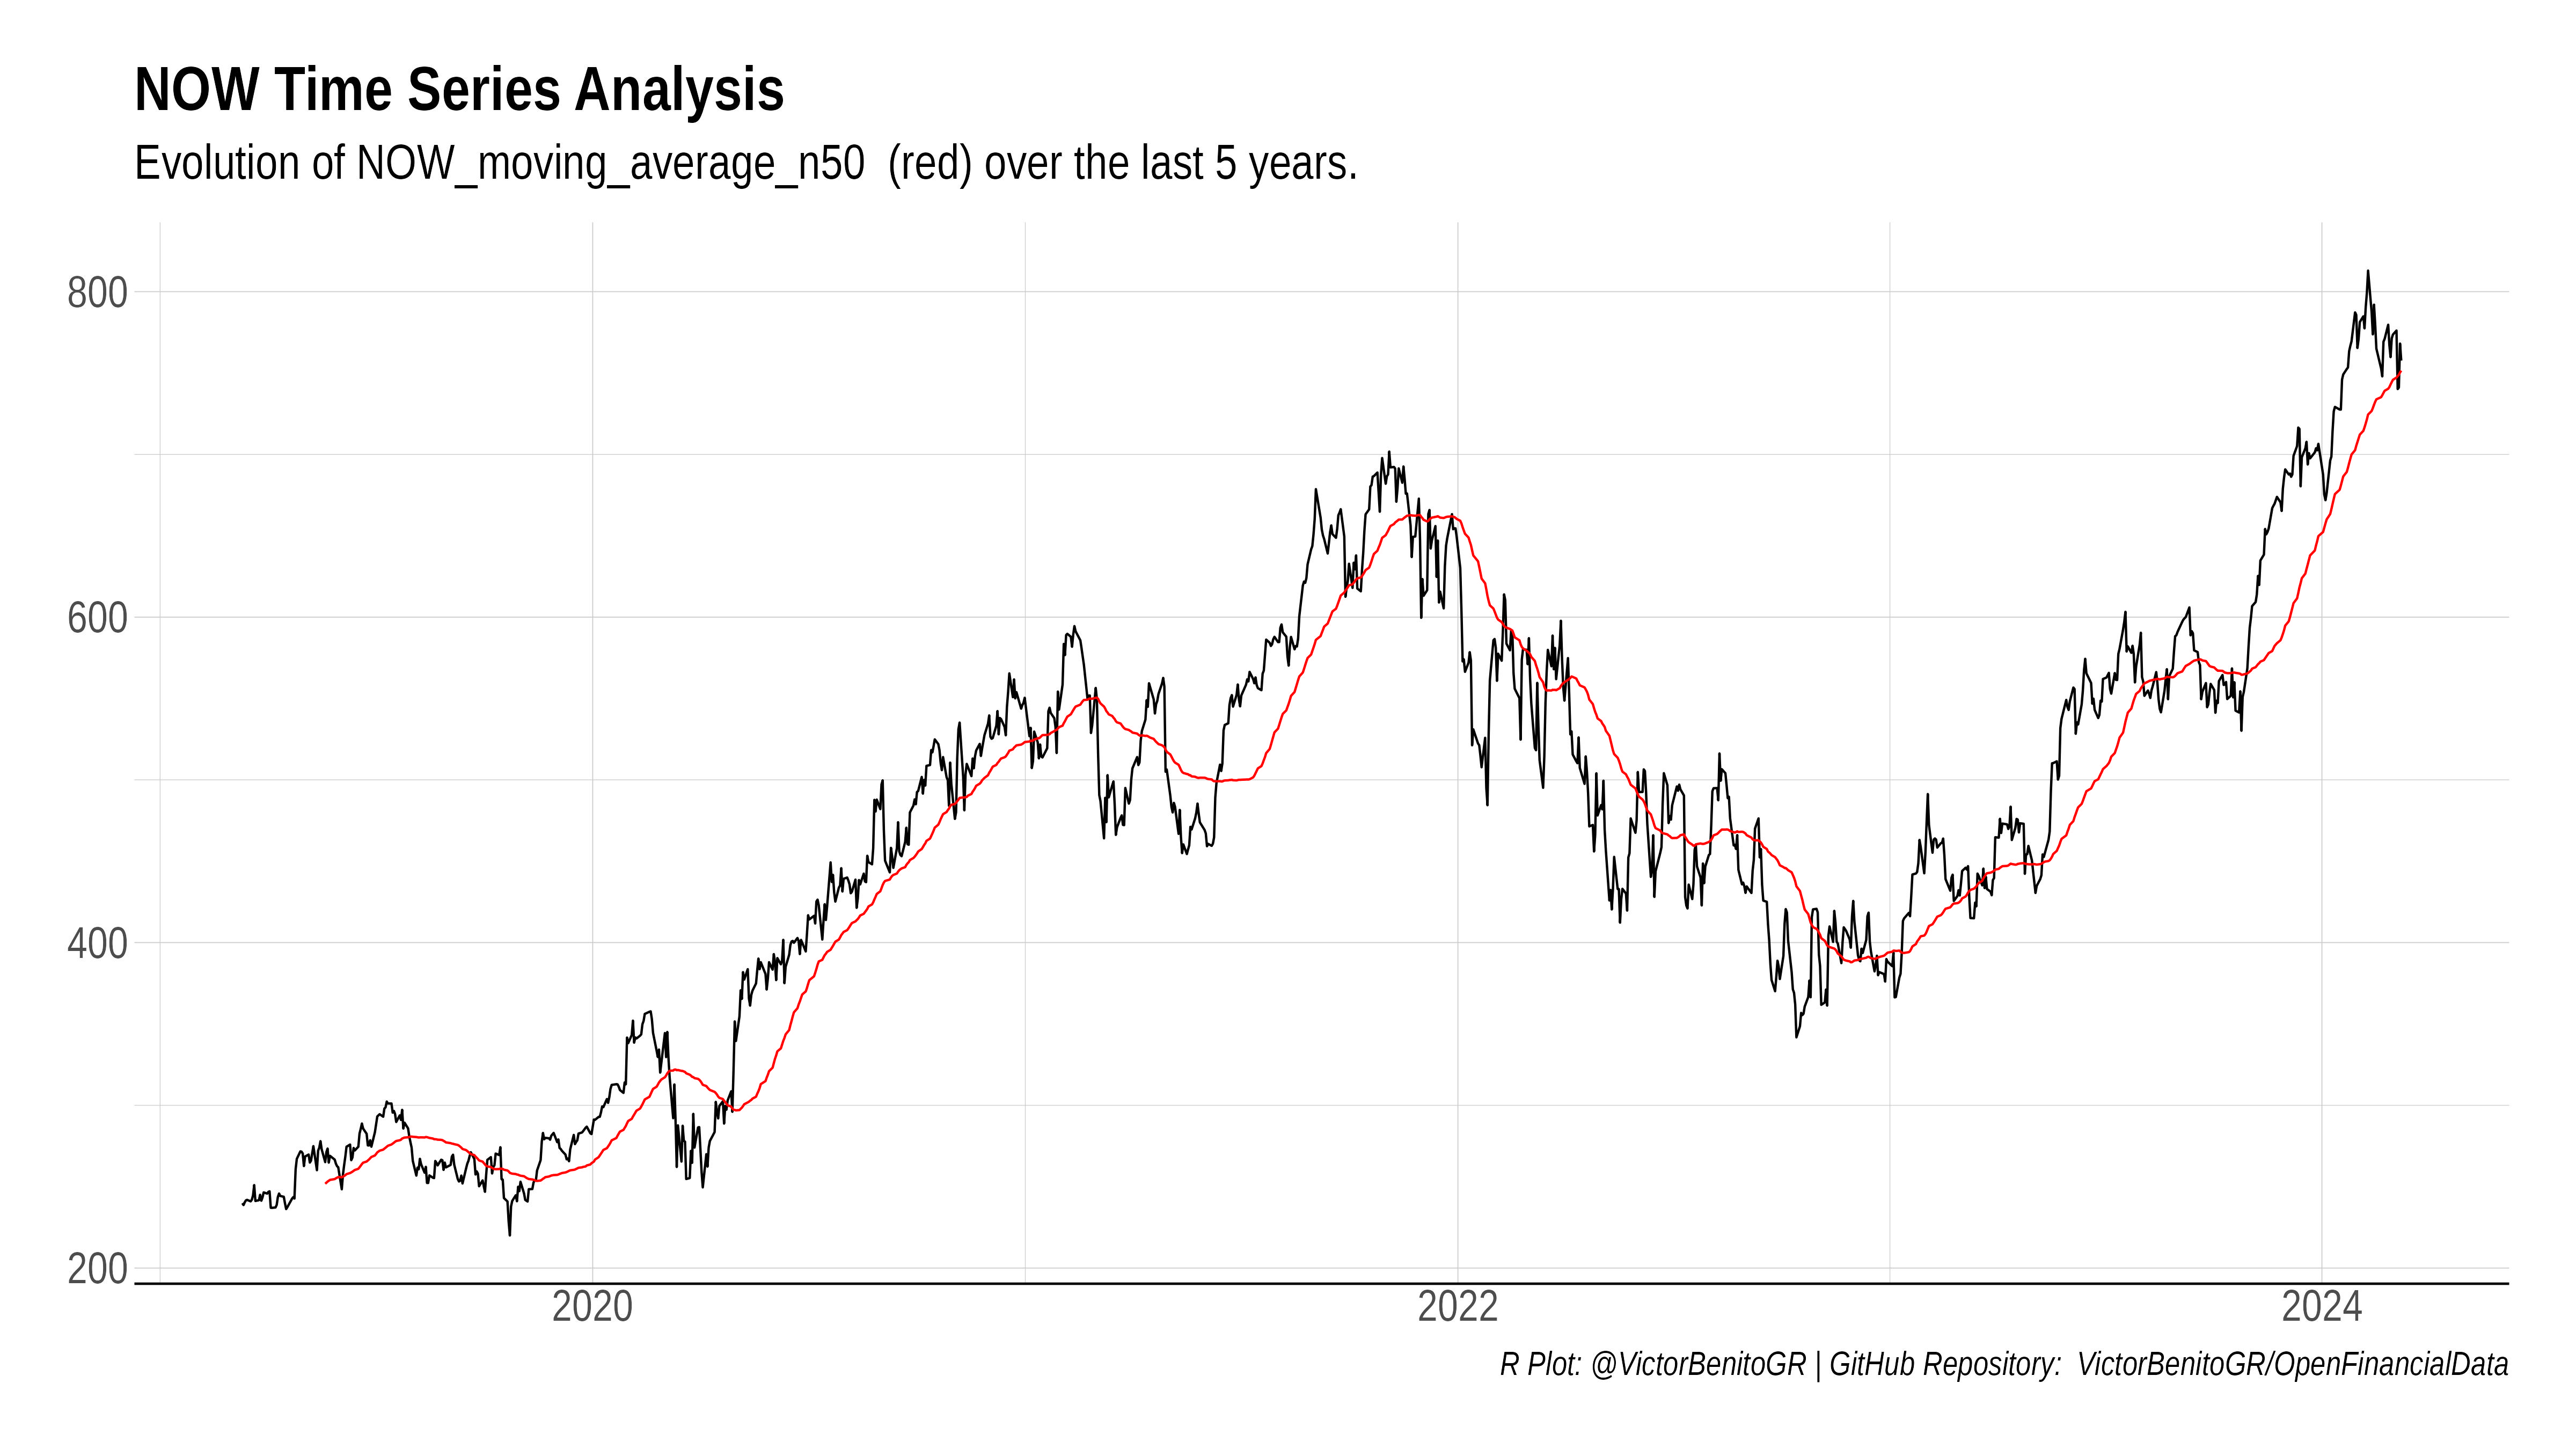 NOW Time Series Analysis
Evolution of NOW_moving_average_n50  (red) over the last 5 years.
800
600
400
200
2020 2022 2024
R Plot: @VictorBenitoGR | GitHub Repository:  VictorBenitoGR/OpenFinancialData